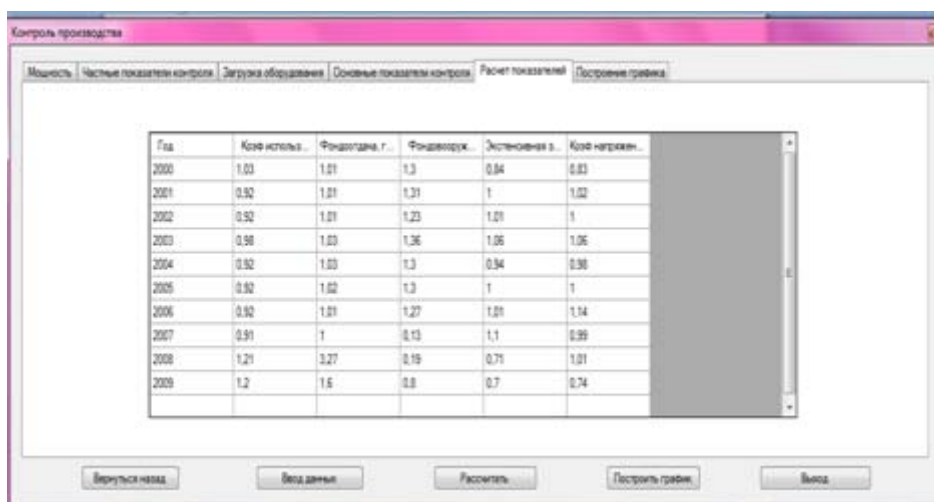 Контроль производства
Мощность Частные показатели контроля Загрузка оборудования Основные показатели контроля Расчет показателей Построение графика
Год Коэф использ... Фондоотдача, г... Фондовооруж... Экстенсивная з... Коэф напряжен...
2000 1,03 1,01 1,3 0,84 0,83
2001 0,92 1,01 1,31 1 1,02
2002 0,92 1,01 1,23 1,01 1
2003 0,98 1,03 1,36 1,06 1,06
2004 0,92 1,03 1,3 0,94 0,98
2005 0,92 1,02 1,3 1 1
2006 0,92 1,01 1,27 1,01 1,14
2007 0,91 1 0,13 1,1 0,99
2008 1,21 3,27 0,19 0,71 1,01
2009 1,2 1,6 0,8 0,7 0,74
Вернуться назад Ввод данных Рассчитать Построить график Выход